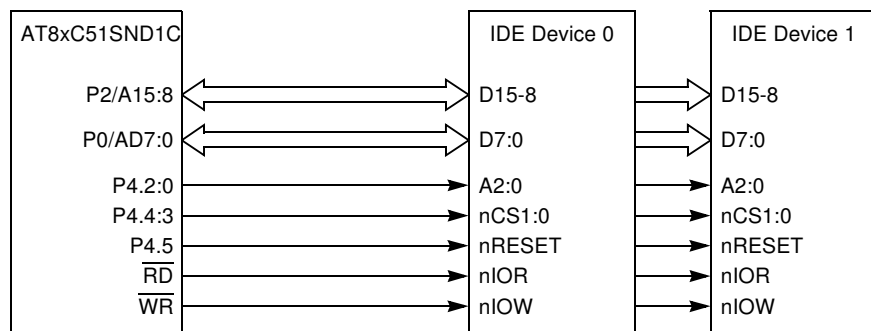 AT8xC51SND1C IDE Device 0 IDE Device 1
P2/A15:8 D15-8 D15-8
P0/AD7:0 D7:0 D7:0
P4.2:0 A2:0 A2:0
P4.4:3 nCS1:0 nCS1:0
P4.5 nRESET nRESET
RD nIOR nIOR
WR nIOW nIOW